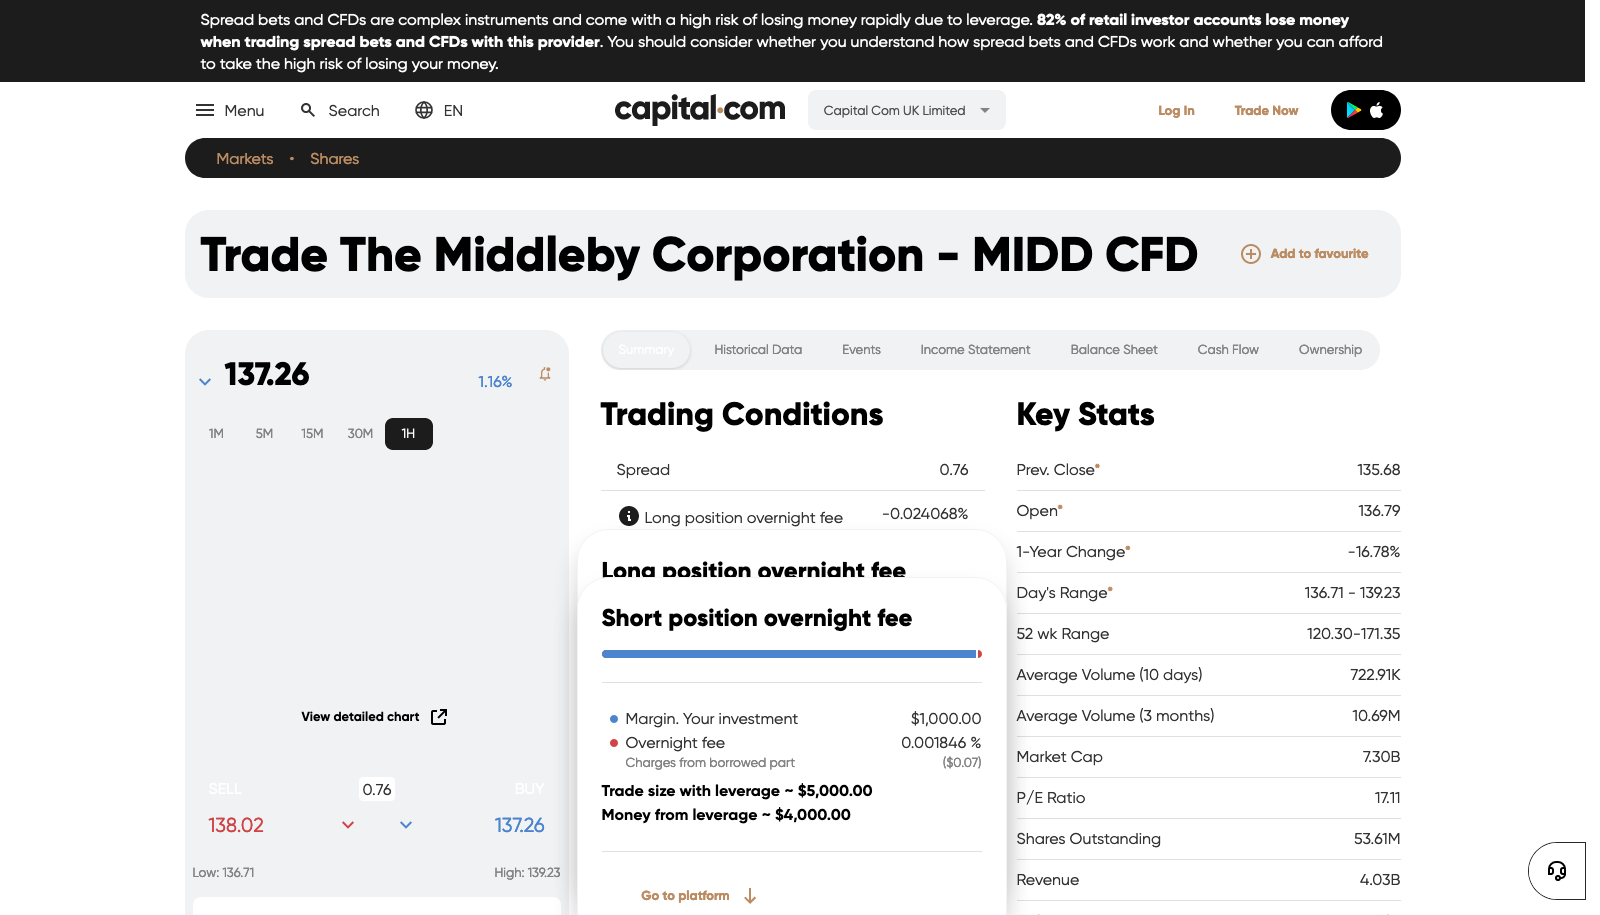 Spread bets and CFDs are complex instruments and come with a high risk of losing money rapidly due to leverage. 82% of retail investor accounts lose money
when trading spread bets and CFDs with this provider. You should consider whether you understand how spread bets and CFDs work and whether you can afford
to take the high risk of losing your money.
Menu Search EN capital.com Capital Com UK Limited Log In Trade Now
Markets • Shares
Trade The Middleby Corporation - MIDD CFD Add to favourite
137.26 1.16%
1M 5M 15M 30M 1H
View detailed chart
SELL 0.76 BUY
138.02 137.26
Low: 136.71 High: 139.23
Summary Historical Data Events Income Statement Balance Sheet Cash Flow Ownership
Trading Conditions
Spread 0.76
Long position overnight fee -0.024068%
Long position overnight fee
Short position overnight fee
Margin. Your investment $1,000.00
Overnight fee 0.001846 %
Charges from borrowed part ($0.07)
Trade size with leverage ~ $5,000.00
Money from leverage ~ $4,000.00
Go to platform
Key Stats
Prev. Close* 135.68
Open* 136.79
1-Year Change* -16.78%
Day's Range* 136.71 - 139.23
52 wk Range 120.30-171.35
Average Volume (10 days) 722.91K
Average Volume (3 months) 10.69M
Market Cap 7.30B
P/E Ratio 17.11
Shares Outstanding 53.61M
Revenue 4.03B